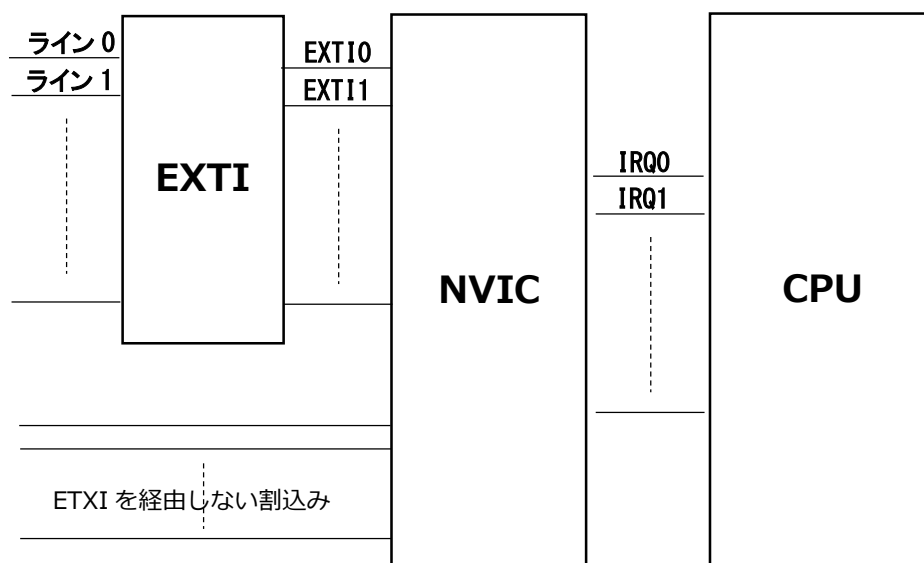 ライン 0
ライン 1
EXTI0
EXTI1
EXTI
IRQ0
IRQ1
NVIC
CPU
ETXI を経由しない割込み